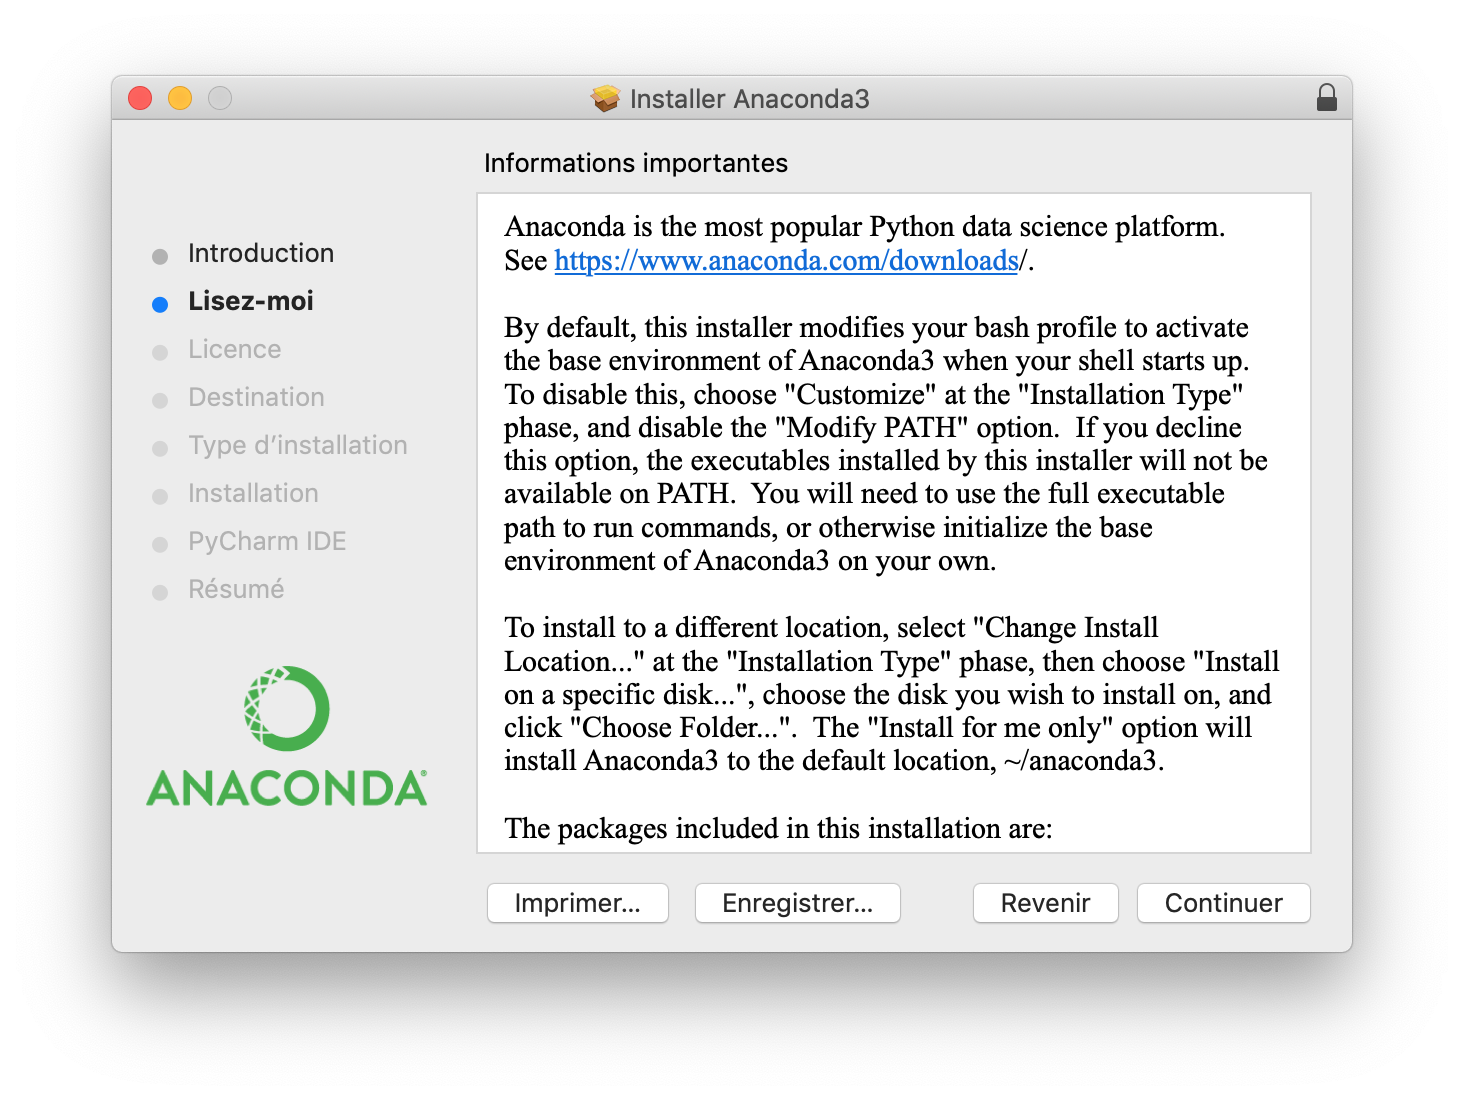 Installer Anaconda3
Informations importantes
Introduction
Lisez-moi
Licence
Destination
Type d’installation
Installation
PyCharm IDE
Résumé
ANACONDA®
Anaconda is the most popular Python data science platform.
See https://www.anaconda.com/downloads/.
By default, this installer modifies your bash profile to activate
the base environment of Anaconda3 when your shell starts up.
To disable this, choose "Customize" at the "Installation Type"
phase, and disable the "Modify PATH" option.  If you decline
this option, the executables installed by this installer will not be
available on PATH.  You will need to use the full executable
path to run commands, or otherwise initialize the base
environment of Anaconda3 on your own.
To install to a different location, select "Change Install
Location..." at the "Installation Type" phase, then choose "Install
on a specific disk...", choose the disk you wish to install on, and
click "Choose Folder...".  The "Install for me only" option will
install Anaconda3 to the default location, ~/anaconda3.
The packages included in this installation are:
Imprimer...
Enregistrer...
Revenir
Continuer